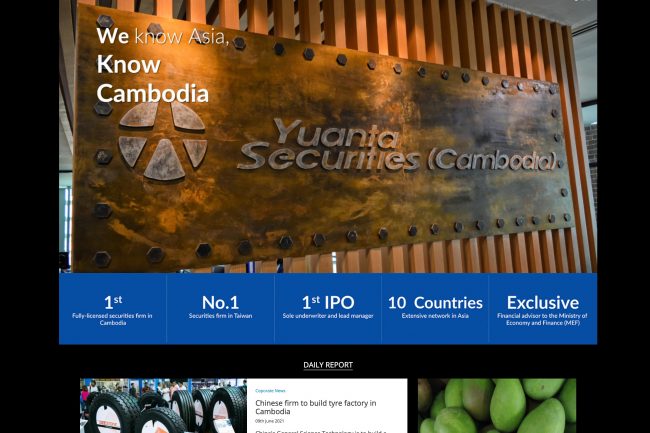 We know Asia,
Know
Cambodia
Yuanta
Securities (Cambodia)
1st
Fully-licensed securities firm in
Cambodia
No.1
Securities firm in Taiwan
1st IPO
Sole underwriter and lead manager
10 Countries
Extensive network in Asia
Exclusive
Financial advisor to the Ministry of
Economy and Finance (MEF)
DAILY REPORT
Coporate News
Chinese firm to build tyre factory in
Cambodia
09th June 2021